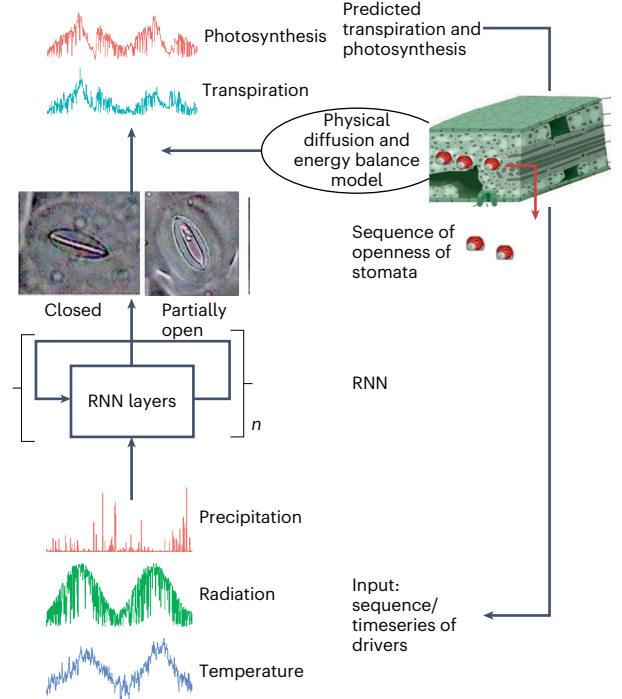 Photosynthesis
Predicted
transpiration and
photosynthesis
Transpiration
Physical
diffusion and
energy balance
model
Sequence of
openness of
stomata
Closed
Partially
open
RNN layers
n
RNN
Precipitation
Radiation
Input:
sequence/
timeseries of
drivers
Temperature